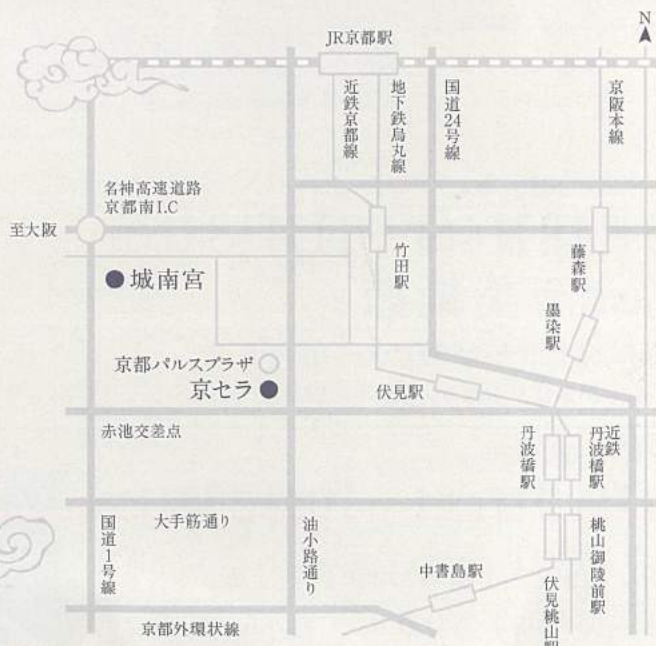 N
JR京都駅
近鉄京都線
地下鉄烏丸線
国道24号線
京阪本線
名神高速道路
京都南I.C
至大阪
城南宮
竹田駅
藤森駅
墨染駅
京都パルスプラザ
京セラ
伏見駅
赤池交差点
丹波橋駅
近鉄
丹波橋駅
国道1号線
大手筋通り
油小路通り
中書島駅
伏見桃山駅
桃山御陵前駅
京都外環状線